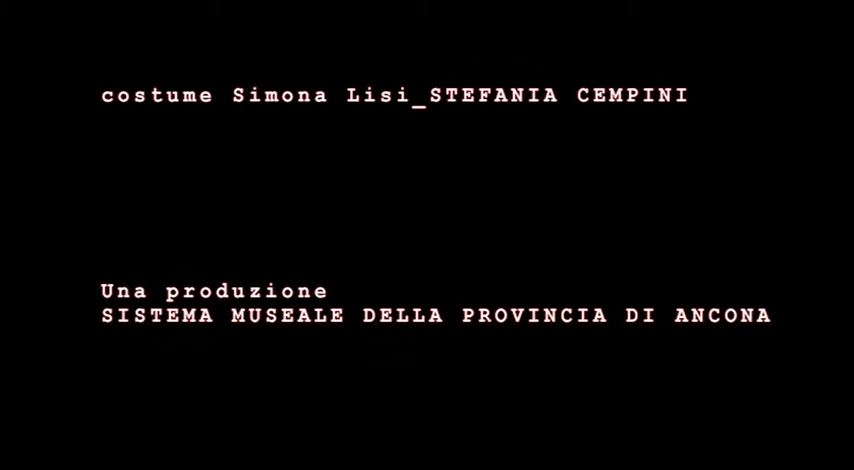 costume Simona Lisi_STEFANIA CEMPINI
Una produzione
SISTEMA MUSEALE DELLA PROVINCIA DI ANCONA